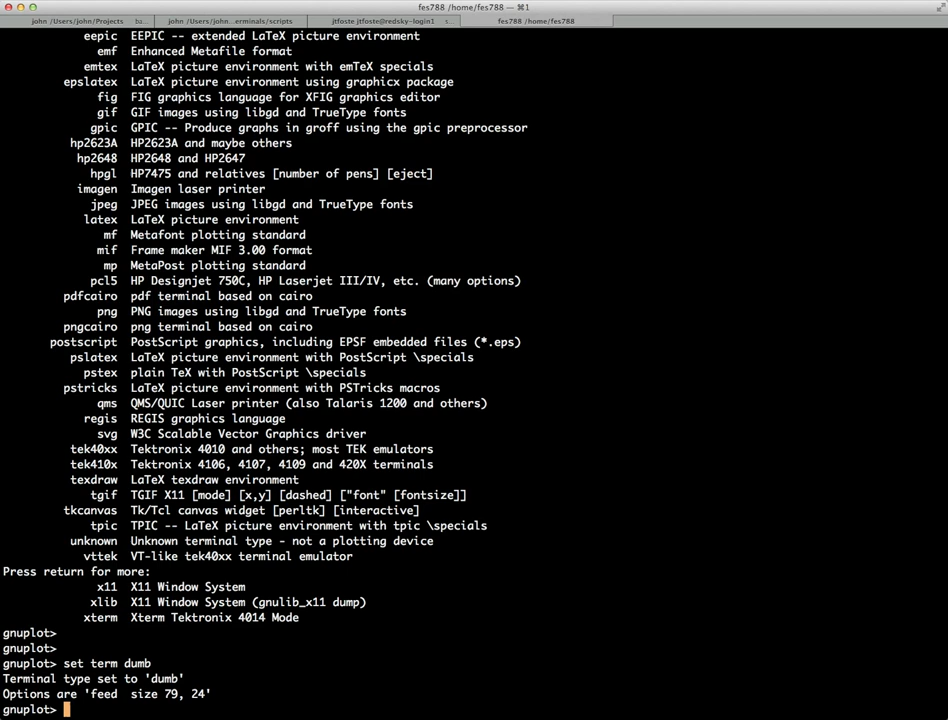 fes788 /home/fes788 — ⌘1
john /Users/john/Projects ba...
john /Users/john...erminals/scripts
jtfoste.jtfoste@redsky-login1 s...
fes788 /home/fes788
eepic EEPIC -- extended LaTeX picture environment
emf Enhanced Metafile format
emtex LaTeX picture environment with emTeX specials
epslatex LaTeX picture environment using graphicx package
fig FIG graphics language for XFIG graphics editor
gif GIF images using libgd and TrueType fonts
gpic GPIC -- Produce graphs in groff using the gpic preprocessor
hp2623A HP2623A and maybe others
hp2648 HP2648 and HP2647
hpgl HP7475 and relatives [number of pens] [eject]
imagen Imagen laser printer
jpeg JPEG images using libgd and TrueType fonts
latex LaTeX picture environment
mf Metafont plotting standard
mif Frame maker MIF 3.00 format
mp MetaPost plotting standard
pcl5 HP Designjet 750C, HP Laserjet III/IV, etc. (many options)
pdfcairo pdf terminal based on cairo
png PNG images using libgd and TrueType fonts
pngcairo png terminal based on cairo
postscript PostScript graphics, including EPSF embedded files (*.eps)
pslatex LaTeX picture environment with PostScript \specials
pstex plain TeX with PostScript \specials
pstricks LaTeX picture environment with PSTricks macros
qms QMS/QUIC Laser printer (also Talaris 1200 and others)
regis REGIS graphics language
svg W3C Scalable Vector Graphics driver
tek40xx Tektronix 4010 and others; most TEK emulators
tek410x Tektronix 4106, 4107, 4109 and 420X terminals
texdraw LaTeX texdraw environment
tgif TGIF X11 [mode] [x,y] [dashed] ["font" [fontsize]]
tkcanvas Tk/Tcl canvas widget [perltk] [interactive]
tpic TPIC -- LaTeX picture environment with tpic \specials
unknown Unknown terminal type - not a plotting device
vttek VT-like tek40xx terminal emulator
Press return for more:
x11 X11 Window System
xlib X11 Window System (gnulib_x11 dump)
xterm Xterm Tektronix 4014 Mode
gnuplot>
gnuplot>
gnuplot> set term dumb
Terminal type set to 'dumb'
Options are 'feed  size 79, 24'
gnuplot>